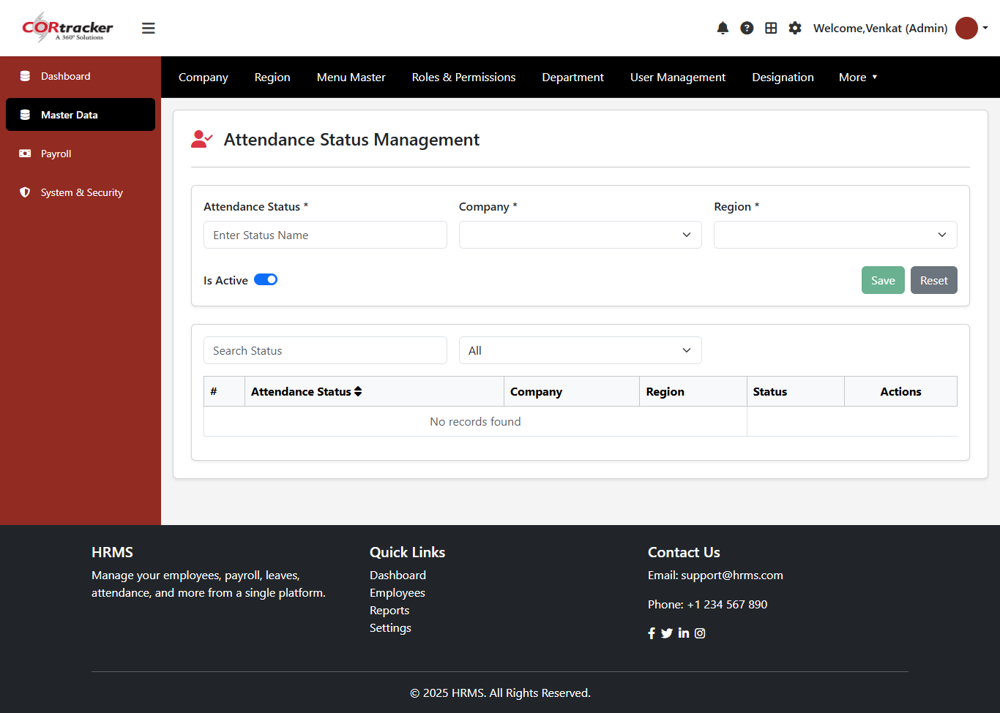 CORtracker
A 360° Solutions
Welcome,Venkat (Admin)
Dashboard
Master Data
Payroll
System & Security
Company Region Menu Master Roles & Permissions Department User Management Designation More
Attendance Status Management
Attendance Status * Company * Region *
Enter Status Name
Is Active Save Reset
Search Status All
# Attendance Status Company Region Status Actions
No records found
HRMS
Manage your employees, payroll, leaves,
attendance, and more from a single platform.
Quick Links
Dashboard
Employees
Reports
Settings
Contact Us
Email: support@hrms.com
Phone: +1 234 567 890
© 2025 HRMS. All Rights Reserved.